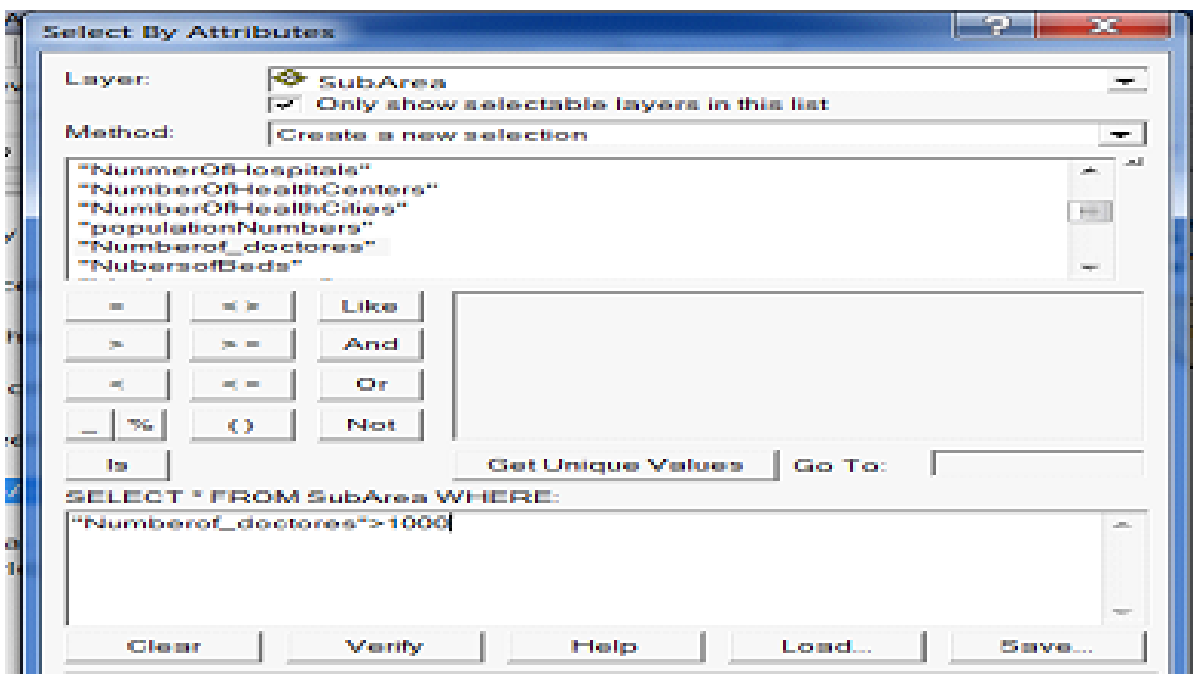 Select By Attributes
Layer: SubArea
Only show selectable layers in this list
Method: Create a new selection
"NunmerOfHospitals"
"NumberOfHealthCenters"
"NumberOfHealthCities"
"populationNumbers"
"Numberof_doctores"
"NubersofBeds"
= <> Like
> >= And
< <= Or
_ % () Not
Is Get Unique Values Go To:
SELECT * FROM SubArea WHERE:
"Numberof_doctores">1000
Clear Verify Help Load... Save...